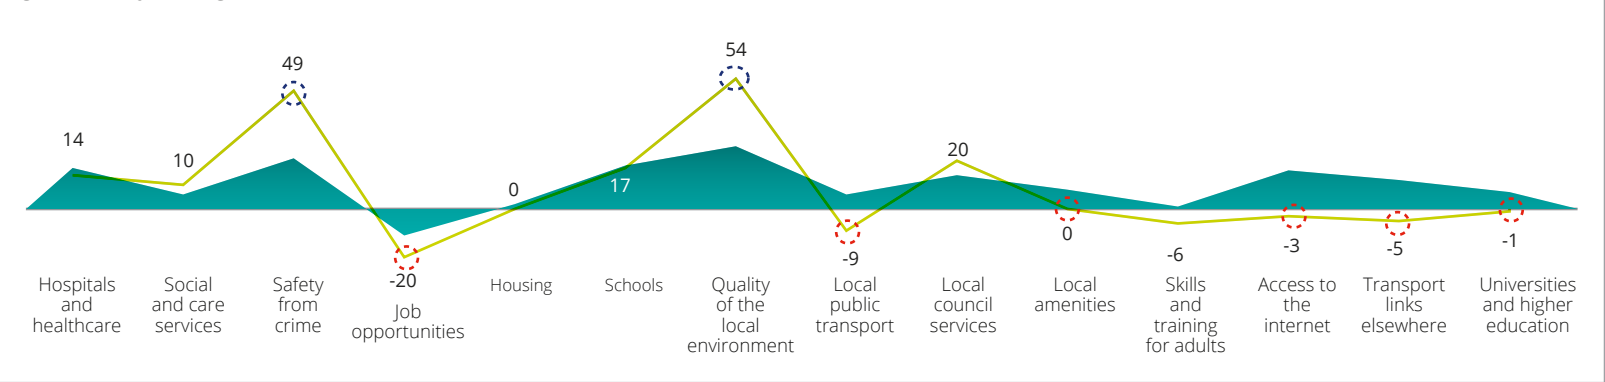 54
49
14
10
20
0
17
0
-9
-3
-5
-1
-6
-20
Hospitals
and
healthcare
Social
and care
services
Safety
from
crime
Job
opportunities
Housing
Schools
Quality
of the
local
environment
Local
public
transport
Local
council
services
Local
amenities
Skills
and
training
for adults
Access to
the
internet
Transport
links
elsewhere
Universities
and higher
education